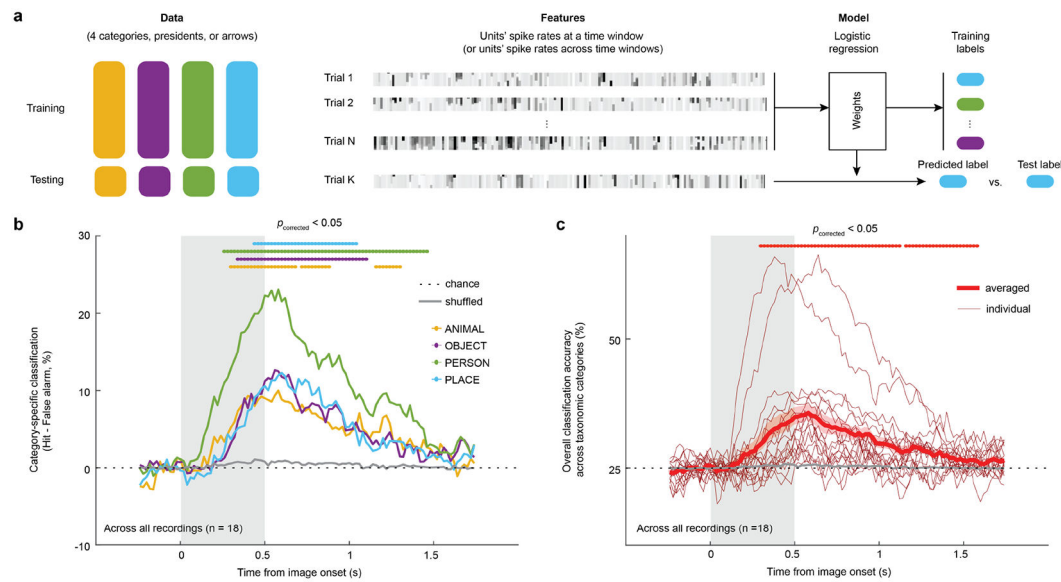 a
Data
(4 categories, presidents, or arrows)
Training
Testing
Features
Units' spike rates at a time window
(or units' spike rates across time windows)
Trial 1
Trial 2
⋮
Trial N
Trial K
Model
Logistic
regression
Weights
Training
labels
⋮
Predicted label
vs.
Test label
b
p corrected < 0.05
30
20
10
0
-10
Category-specific classification
(Hit - False alarm, %)
chance
shuffled
ANIMAL
OBJECT
PERSON
PLACE
Across all recordings (n = 18)
0
0.5
1
1.5
Time from image onset (s)
c
p corrected < 0.05
50
25
Overall classification accuracy
across taxonomic categories (%)
averaged
individual
Across all recordings (n =18)
0
0.5
1
1.5
Time from image onset (s)